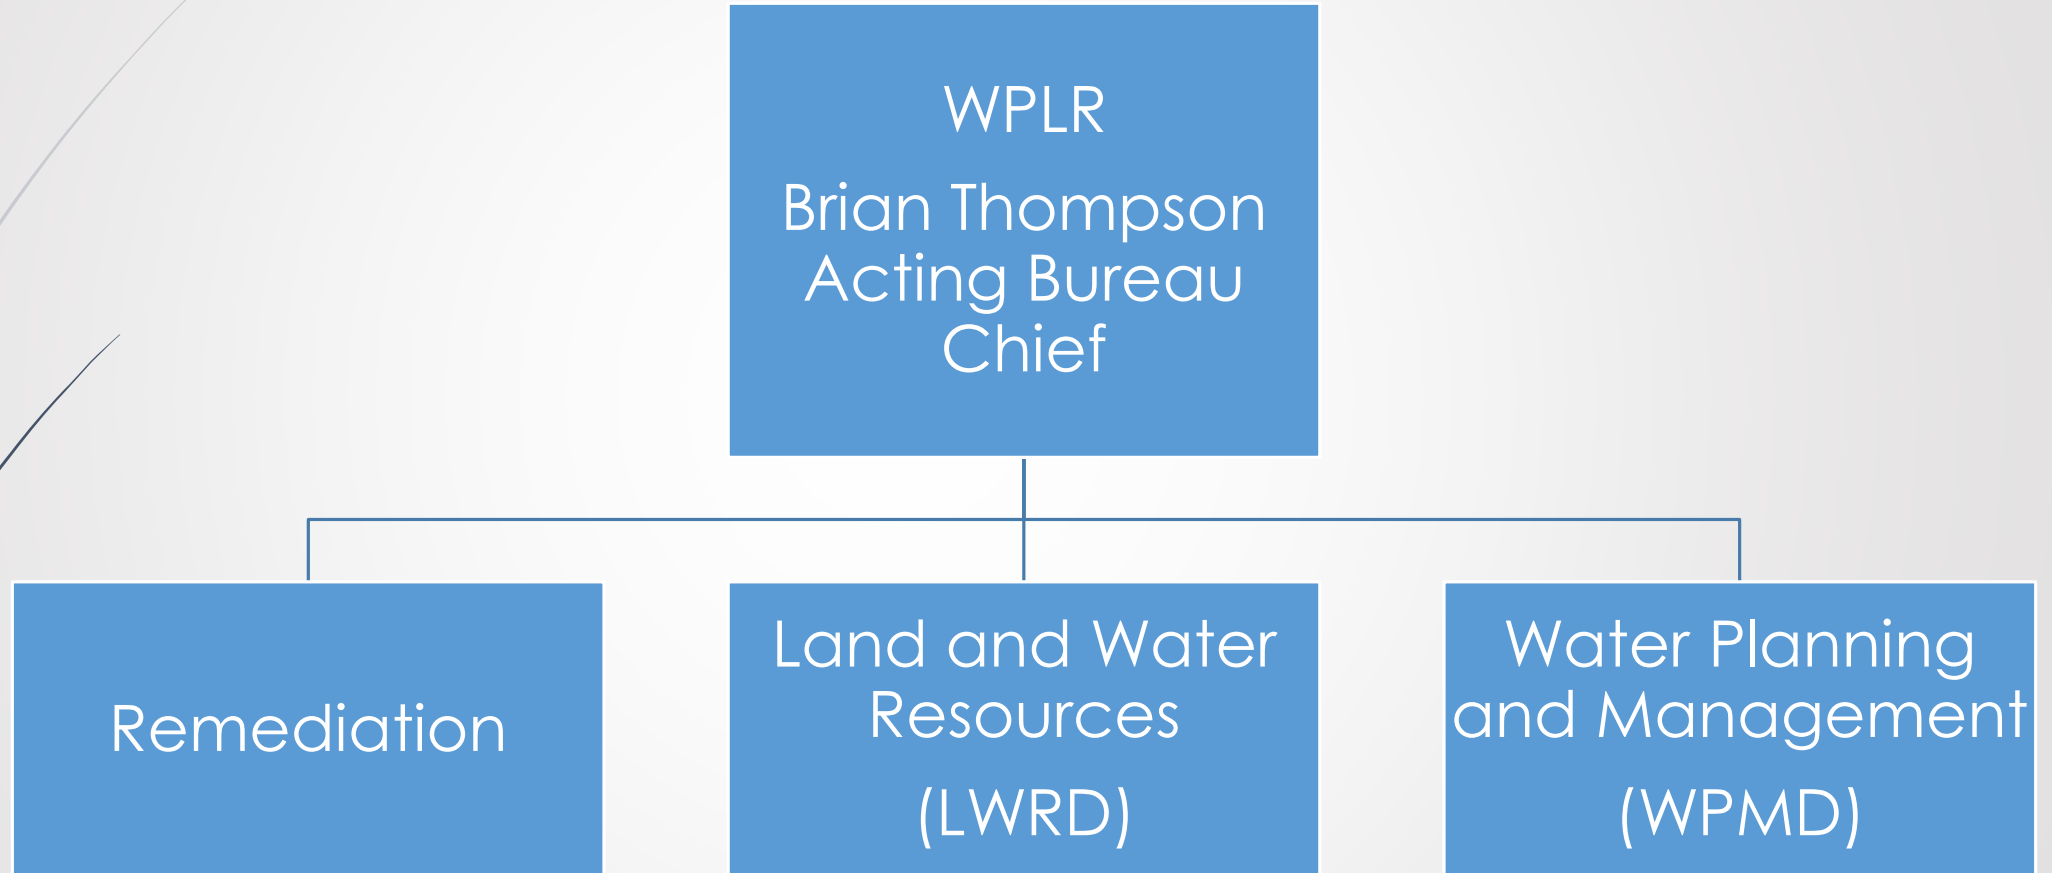 WPLR
Brian Thompson
Acting Bureau
Chief
Remediation
Land and Water
Resources
(LWRD)
Water Planning
and Management
(WPMD)